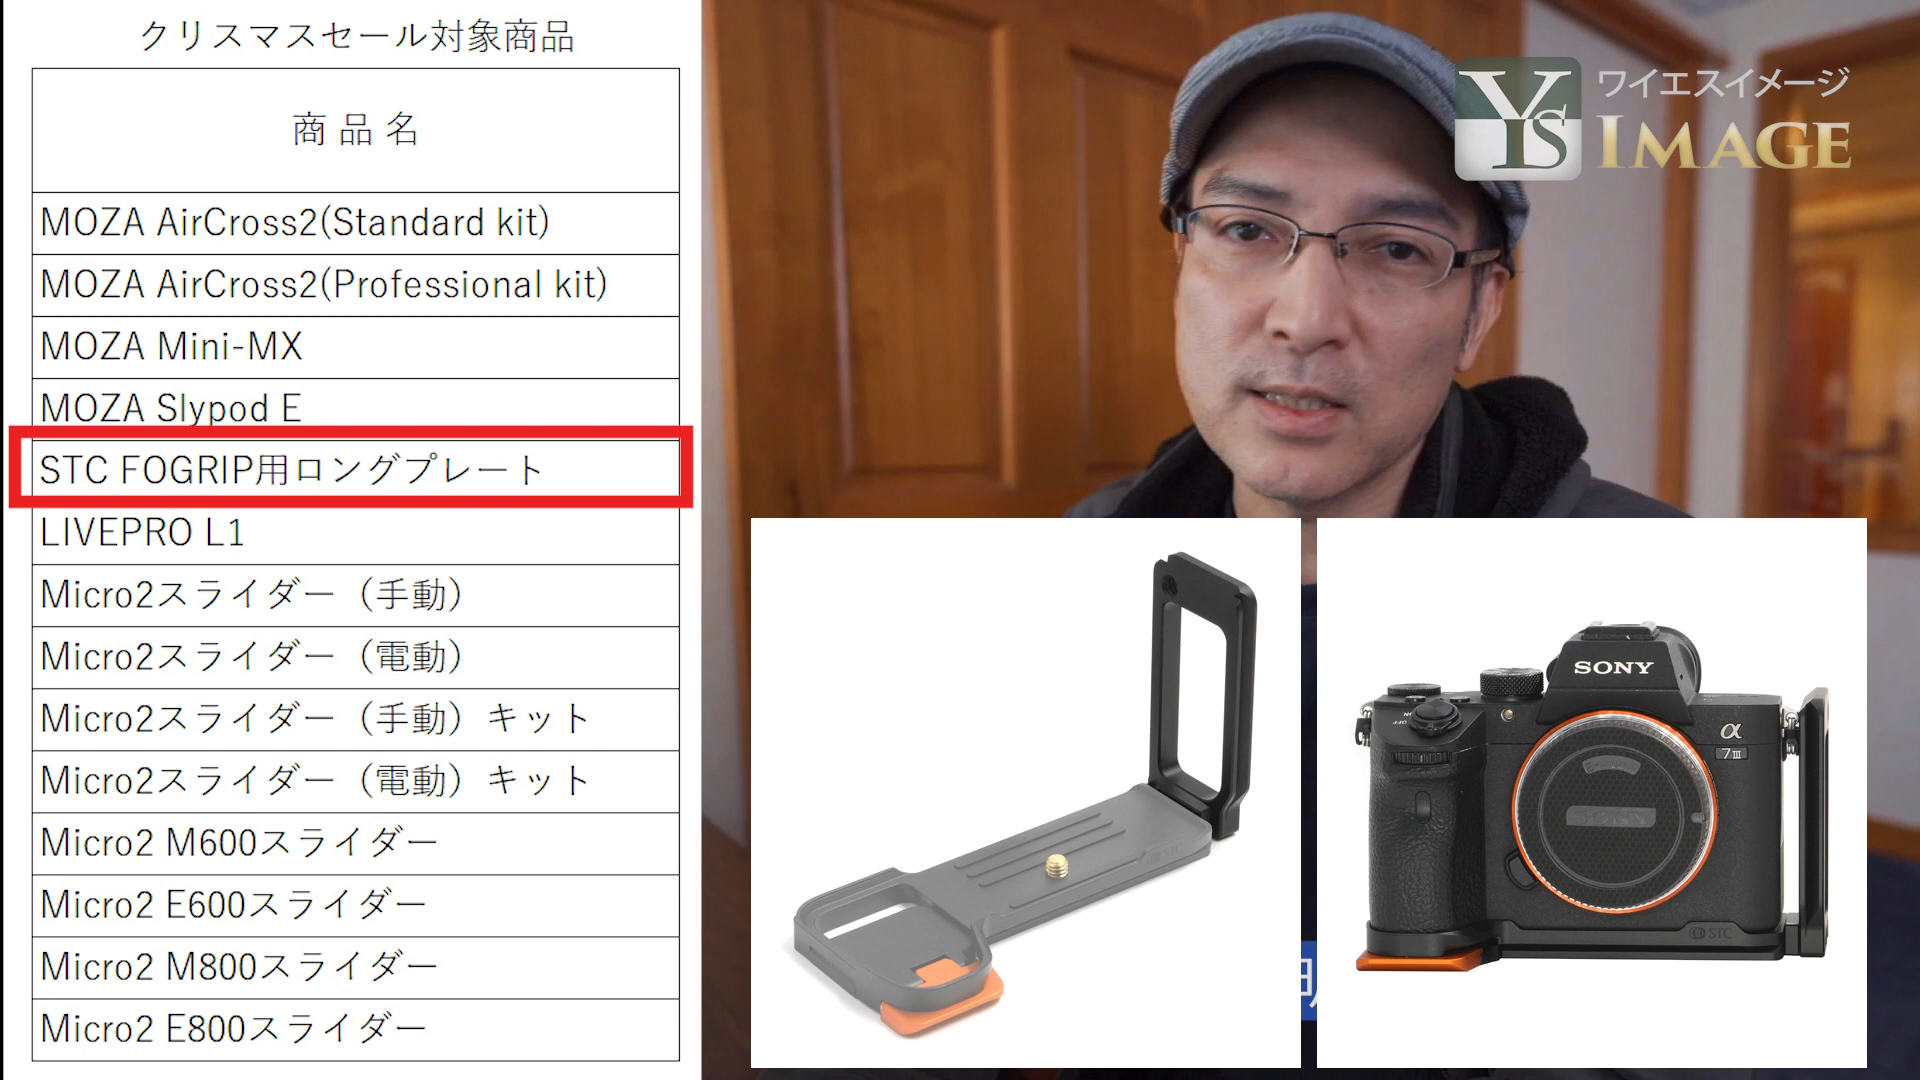 クリスマスセール対象商品
商品名
MOZA AirCross2(Standard kit)
MOZA AirCross2(Professional kit)
MOZA Mini-MX
MOZA Slypod E
STC FOGRIP用ロングプレート
LIVEPRO L1
Micro2スライダー（手動）
Micro2スライダー（電動）
Micro2スライダー（手動）キット
Micro2スライダー（電動）キット
Micro2 M600スライダー
Micro2 E600スライダー
Micro2 M800スライダー
Micro2 E800スライダー
YIS
ワイエスイメージ
IMAGE
SONY
α
7III
SONY
STC